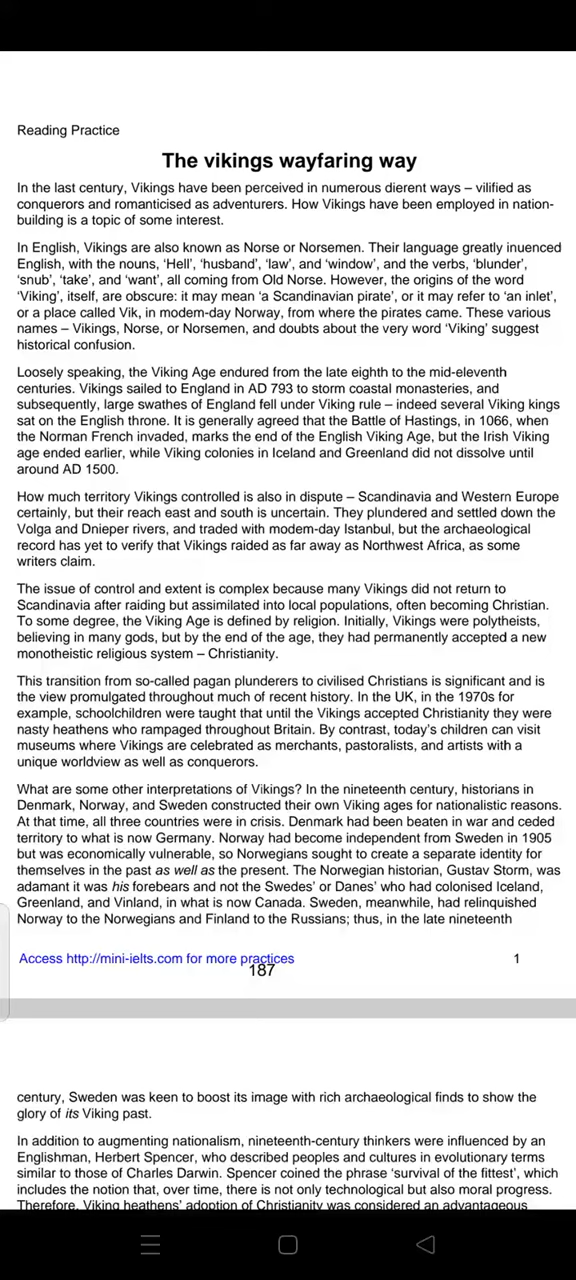 Reading Practice
The vikings wayfaring way
In the last century, Vikings have been perceived in numerous dierent ways – vilified as
conquerors and romanticised as adventurers. How Vikings have been employed in nation-
building is a topic of some interest.
In English, Vikings are also known as Norse or Norsemen. Their language greatly inuenced
English, with the nouns, ‘Hell’, ‘husband’, ‘law’, and ‘window’, and the verbs, ‘blunder’,
‘snub’, ‘take’, and ‘want’, all coming from Old Norse. However, the origins of the word
‘Viking’, itself, are obscure: it may mean ‘a Scandinavian pirate’, or it may refer to ‘an inlet’,
or a place called Vik, in modem-day Norway, from where the pirates came. These various
names – Vikings, Norse, or Norsemen, and doubts about the very word ‘Viking’ suggest
historical confusion.
Loosely speaking, the Viking Age endured from the late eighth to the mid-eleventh
centuries. Vikings sailed to England in AD 793 to storm coastal monasteries, and
subsequently, large swathes of England fell under Viking rule – indeed several Viking kings
sat on the English throne. It is generally agreed that the Battle of Hastings, in 1066, when
the Norman French invaded, marks the end of the English Viking Age, but the Irish Viking
age ended earlier, while Viking colonies in Iceland and Greenland did not dissolve until
around AD 1500.
How much territory Vikings controlled is also in dispute – Scandinavia and Western Europe
certainly, but their reach east and south is uncertain. They plundered and settled down the
Volga and Dnieper rivers, and traded with modem-day Istanbul, but the archaeological
record has yet to verify that Vikings raided as far away as Northwest Africa, as some
writers claim.
The issue of control and extent is complex because many Vikings did not return to
Scandinavia after raiding but assimilated into local populations, often becoming Christian.
To some degree, the Viking Age is defined by religion. Initially, Vikings were polytheists,
believing in many gods, but by the end of the age, they had permanently accepted a new
monotheistic religious system – Christianity.
This transition from so-called pagan plunderers to civilised Christians is significant and is
the view promulgated throughout much of recent history. In the UK, in the 1970s for
example, schoolchildren were taught that until the Vikings accepted Christianity they were
nasty heathens who rampaged throughout Britain. By contrast, today’s children can visit
museums where Vikings are celebrated as merchants, pastoralists, and artists with a
unique worldview as well as conquerors.
What are some other interpretations of Vikings? In the nineteenth century, historians in
Denmark, Norway, and Sweden constructed their own Viking ages for nationalistic reasons.
At that time, all three countries were in crisis. Denmark had been beaten in war and ceded
territory to what is now Germany. Norway had become independent from Sweden in 1905
but was economically vulnerable, so Norwegians sought to create a separate identity for
themselves in the past as well as the present. The Norwegian historian, Gustav Storm, was
adamant it was his forebears and not the Swedes’ or Danes’ who had colonised Iceland,
Greenland, and Vinland, in what is now Canada. Sweden, meanwhile, had relinquished
Norway to the Norwegians and Finland to the Russians; thus, in the late nineteenth
Access http://mini-ielts.com for more practices 1
187
century, Sweden was keen to boost its image with rich archaeological finds to show the
glory of its Viking past.
In addition to augmenting nationalism, nineteenth-century thinkers were influenced by an
Englishman, Herbert Spencer, who described peoples and cultures in evolutionary terms
similar to those of Charles Darwin. Spencer coined the phrase ‘survival of the fittest’, which
includes the notion that, over time, there is not only technological but also moral progress.
Therefore, Viking heathens’ adoption of Christianity was considered an advantageous